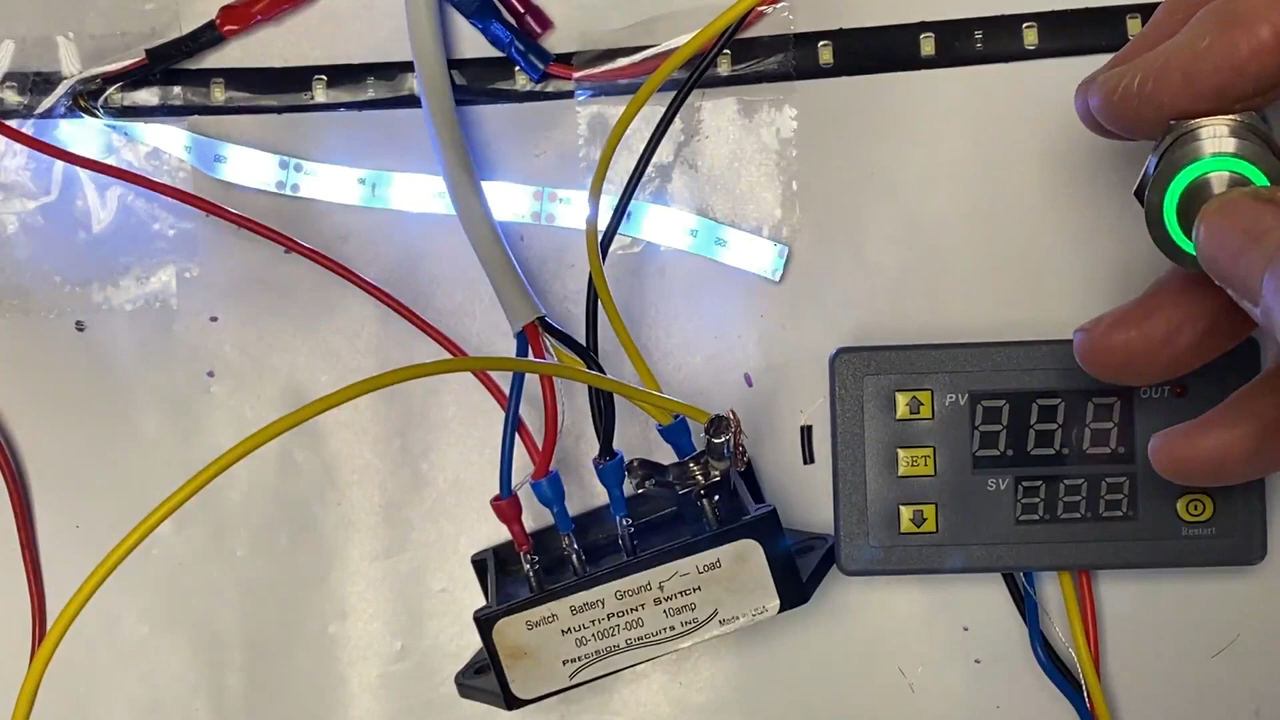 PV
OUT
SET
SV
Restart
Switch Battery Ground Load
MULTI-POINT SWITCH
00-10027-000 10amp
PRECISION CIRCUITS INC
Made in USA